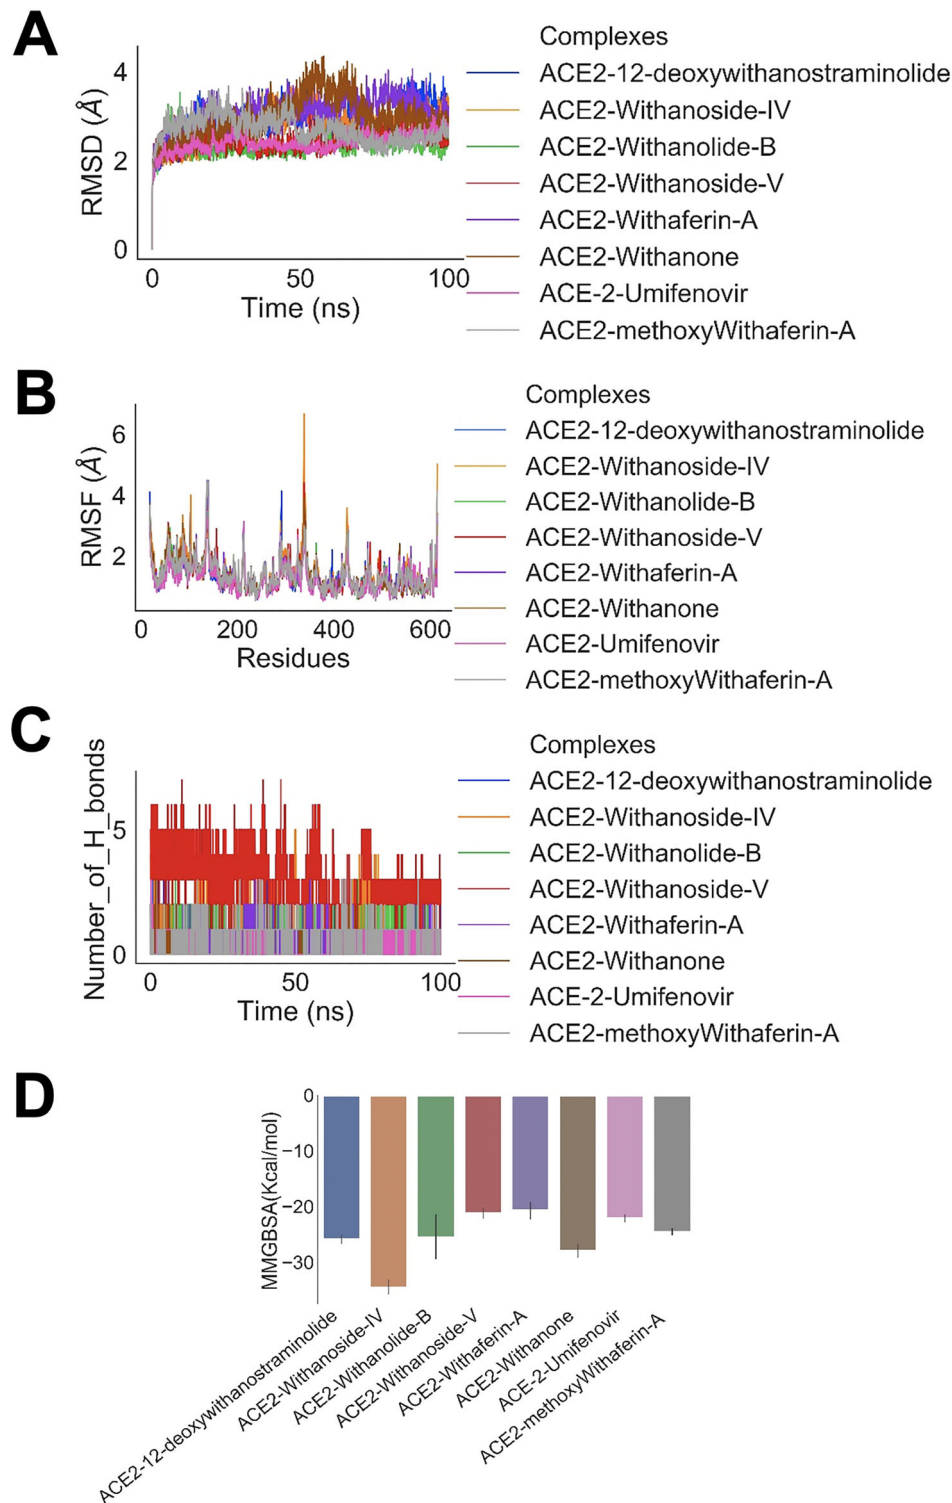 A
RMSD (Å)
4
2
0
0
50
100
Time (ns)
Complexes
ACE2-12-deoxywithanostraminolide
ACE2-Withanoside-IV
ACE2-Withanolide-B
ACE2-Withanoside-V
ACE2-Withaferin-A
ACE2-Withanone
ACE-2-Umifenovir
ACE2-methoxyWithaferin-A
B
RMSF (Å)
6
4
2
0
200
400
600
Residues
Complexes
ACE2-12-deoxywithanostraminolide
ACE2-Withanoside-IV
ACE2-Withanolide-B
ACE2-Withanoside-V
ACE2-Withaferin-A
ACE2-Withanone
ACE2-Umifenovir
ACE2-methoxyWithaferin-A
C
Number_of_H_bonds
5
0
0
50
100
Time (ns)
Complexes
ACE2-12-deoxywithanostraminolide
ACE2-Withanoside-IV
ACE2-Withanolide-B
ACE2-Withanoside-V
ACE2-Withaferin-A
ACE2-Withanone
ACE-2-Umifenovir
ACE2-methoxyWithaferin-A
D
MMGBSA(Kcal/mol)
0
−10
−20
−30
ACE2-12-deoxywithanostraminolide
ACE2-Withanoside-IV
ACE2-Withanolide-B
ACE2-Withanoside-V
ACE2-Withaferin-A
ACE2-Withanone
ACE-2-Umifenovir
ACE2-methoxyWithaferin-A